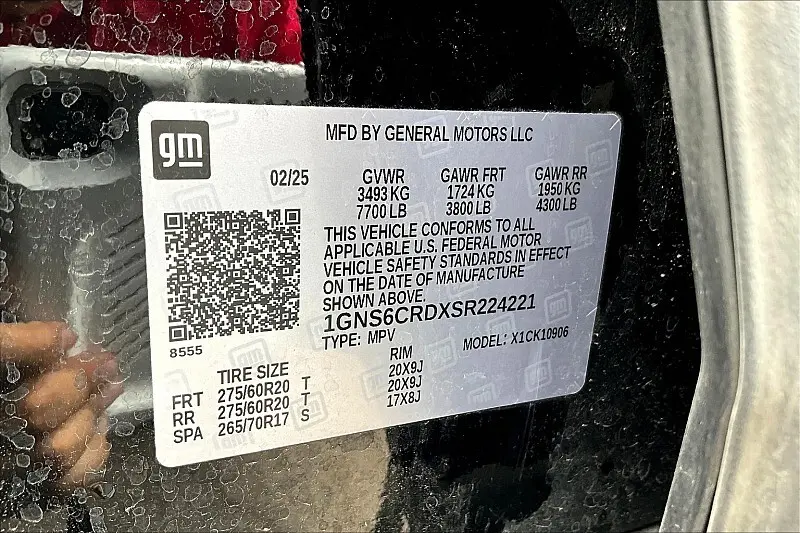 gm
MFD BY GENERAL MOTORS LLC
02/25
GVWR GAWR FRT GAWR RR
3493 KG 1724 KG 1950 KG
7700 LB 3800 LB 4300 LB
THIS VEHICLE CONFORMS TO ALL
APPLICABLE U.S. FEDERAL MOTOR
VEHICLE SAFETY STANDARDS IN EFFECT
ON THE DATE OF MANUFACTURE
SHOWN ABOVE.
1GNS6CRDXSR224221
TYPE: MPV MODEL: X1CK10906
8555
TIRE SIZE RIM
FRT 275/60R20 T 20X9J
RR 275/60R20 T 20X9J
SPA 265/70R17 S 17X8J